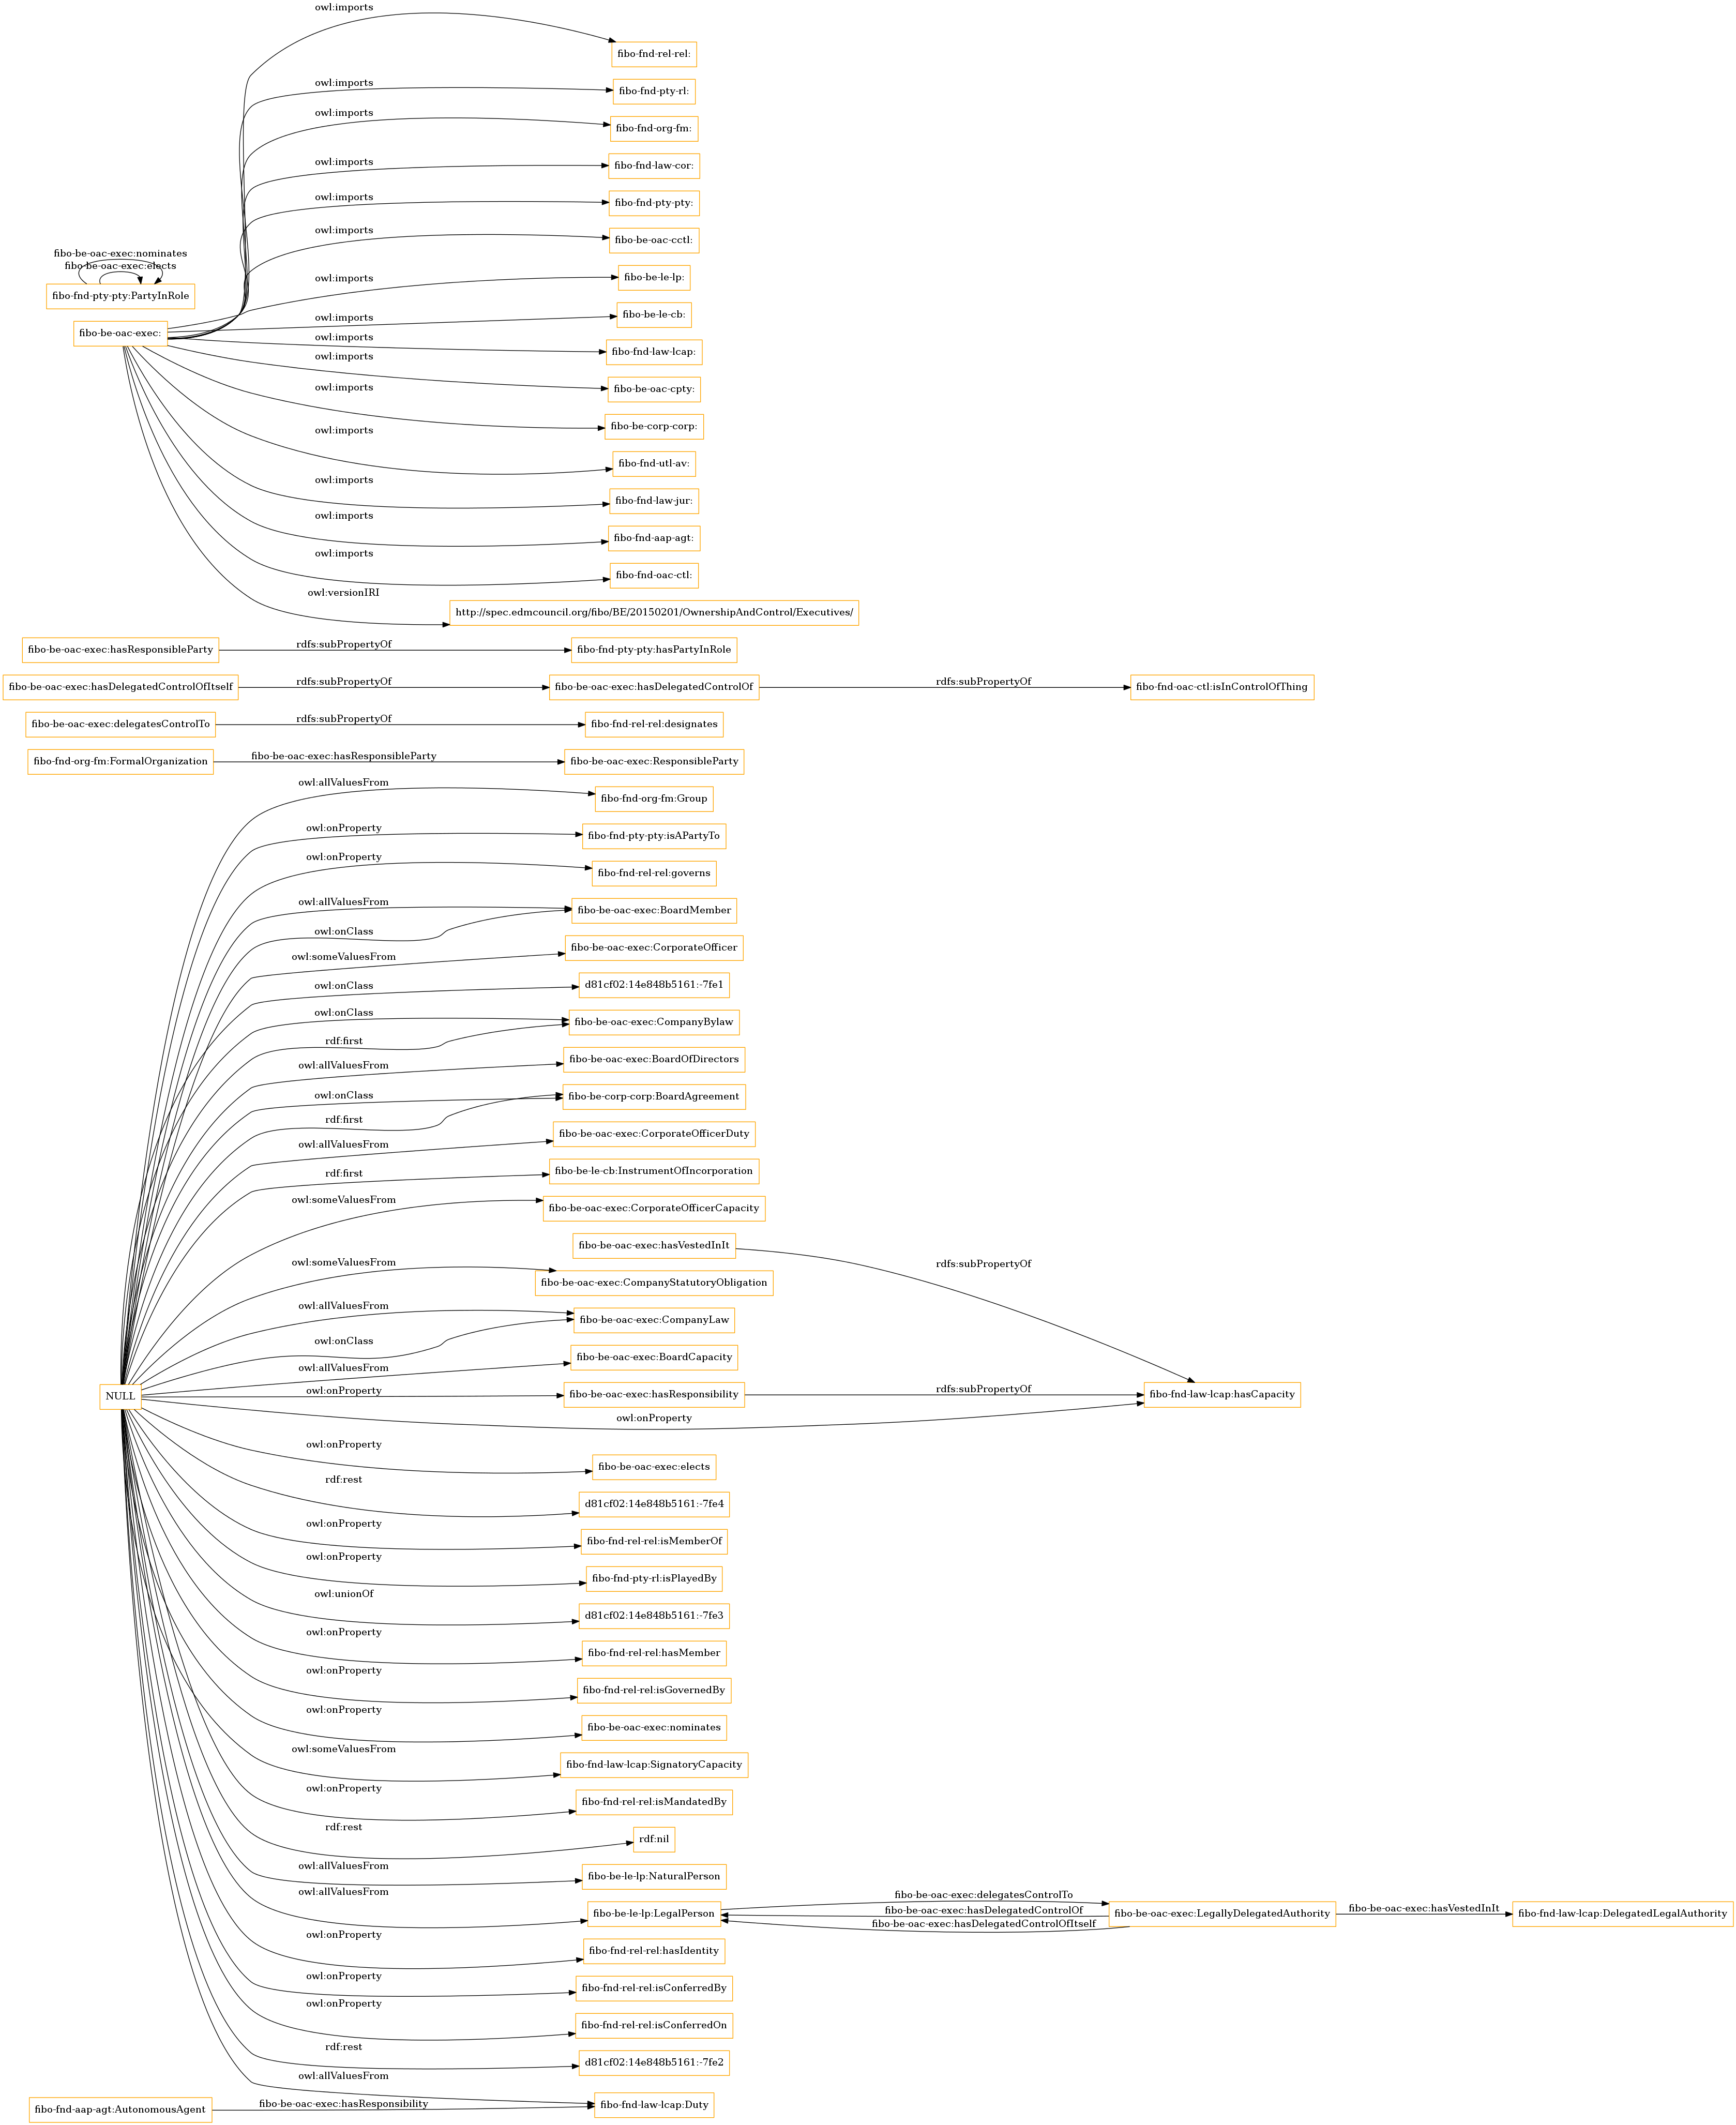 owl:imports
fibo-fnd-rel-rel:
owl:imports
fibo-fnd-pty-rl:
owl:imports
fibo-fnd-org-fm:
owl:imports
fibo-fnd-law-cor:
owl:imports
fibo-fnd-pty-pty:
owl:imports
fibo-be-oac-cctl:
fibo-be-oac-exec:nominates
fibo-be-oac-exec:elects
fibo-fnd-pty-pty:PartyInRole
owl:imports
fibo-be-le-lp:
fibo-be-oac-exec:
owl:imports
fibo-be-le-cb:
owl:imports
fibo-fnd-law-lcap:
owl:imports
fibo-be-oac-cpty:
owl:imports
fibo-be-corp-corp:
owl:imports
fibo-fnd-utl-av:
owl:imports
fibo-fnd-law-jur:
owl:imports
fibo-fnd-aap-agt:
owl:imports
fibo-fnd-oac-ctl:
owl:versionIRI
http://spec.edmcouncil.org/fibo/BE/20150201/OwnershipAndControl/Executives/
fibo-be-oac-exec:hasResponsibleParty
rdfs:subPropertyOf
fibo-fnd-pty-pty:hasPartyInRole
fibo-be-oac-exec:hasDelegatedControlOfItself
rdfs:subPropertyOf
fibo-be-oac-exec:hasDelegatedControlOf
rdfs:subPropertyOf
fibo-fnd-oac-ctl:isInControlOfThing
fibo-be-oac-exec:delegatesControlTo
rdfs:subPropertyOf
fibo-fnd-rel-rel:designates
fibo-fnd-org-fm:FormalOrganization
fibo-be-oac-exec:hasResponsibleParty
fibo-be-oac-exec:ResponsibleParty
owl:allValuesFrom
fibo-fnd-org-fm:Group
owl:onProperty
fibo-fnd-pty-pty:isAPartyTo
owl:onProperty
fibo-fnd-rel-rel:governs
owl:allValuesFrom
fibo-be-oac-exec:BoardMember
owl:onClass
owl:someValuesFrom
fibo-be-oac-exec:CorporateOfficer
owl:onClass
d81cf02:14e848b5161:-7fe1
owl:onClass
fibo-be-oac-exec:CompanyBylaw
rdf:first
owl:allValuesFrom
fibo-be-oac-exec:BoardOfDirectors
owl:onClass
fibo-be-corp-corp:BoardAgreement
rdf:first
owl:allValuesFrom
fibo-be-oac-exec:CorporateOfficerDuty
rdf:first
fibo-be-le-cb:InstrumentOfIncorporation
owl:someValuesFrom
fibo-be-oac-exec:CorporateOfficerCapacity
fibo-be-oac-exec:hasVestedInIt
rdfs:subPropertyOf
owl:someValuesFrom
fibo-be-oac-exec:CompanyStatutoryObligation
owl:allValuesFrom
fibo-be-oac-exec:CompanyLaw
owl:onClass
owl:allValuesFrom
fibo-be-oac-exec:BoardCapacity
NULL
owl:onProperty
fibo-be-oac-exec:hasResponsibility
rdfs:subPropertyOf
fibo-fnd-law-lcap:hasCapacity
owl:onProperty
owl:onProperty
fibo-be-oac-exec:elects
rdf:rest
d81cf02:14e848b5161:-7fe4
owl:onProperty
fibo-fnd-rel-rel:isMemberOf
owl:onProperty
fibo-fnd-pty-rl:isPlayedBy
owl:unionOf
d81cf02:14e848b5161:-7fe3
owl:onProperty
fibo-fnd-rel-rel:hasMember
owl:onProperty
fibo-fnd-rel-rel:isGovernedBy
owl:onProperty
fibo-be-oac-exec:nominates
owl:someValuesFrom
fibo-fnd-law-lcap:SignatoryCapacity
owl:onProperty
fibo-fnd-rel-rel:isMandatedBy
rdf:rest
rdf:nil
owl:allValuesFrom
fibo-be-le-lp:NaturalPerson
owl:allValuesFrom
fibo-be-le-lp:LegalPerson
fibo-be-oac-exec:delegatesControlTo
fibo-be-oac-exec:hasDelegatedControlOf
fibo-be-oac-exec:hasDelegatedControlOfItself
fibo-be-oac-exec:LegallyDelegatedAuthority
fibo-be-oac-exec:hasVestedInIt
fibo-fnd-law-lcap:DelegatedLegalAuthority
owl:onProperty
fibo-fnd-rel-rel:hasIdentity
owl:onProperty
fibo-fnd-rel-rel:isConferredBy
owl:onProperty
fibo-fnd-rel-rel:isConferredOn
rdf:rest
d81cf02:14e848b5161:-7fe2
owl:allValuesFrom
fibo-fnd-aap-agt:AutonomousAgent
fibo-be-oac-exec:hasResponsibility
fibo-fnd-law-lcap:Duty